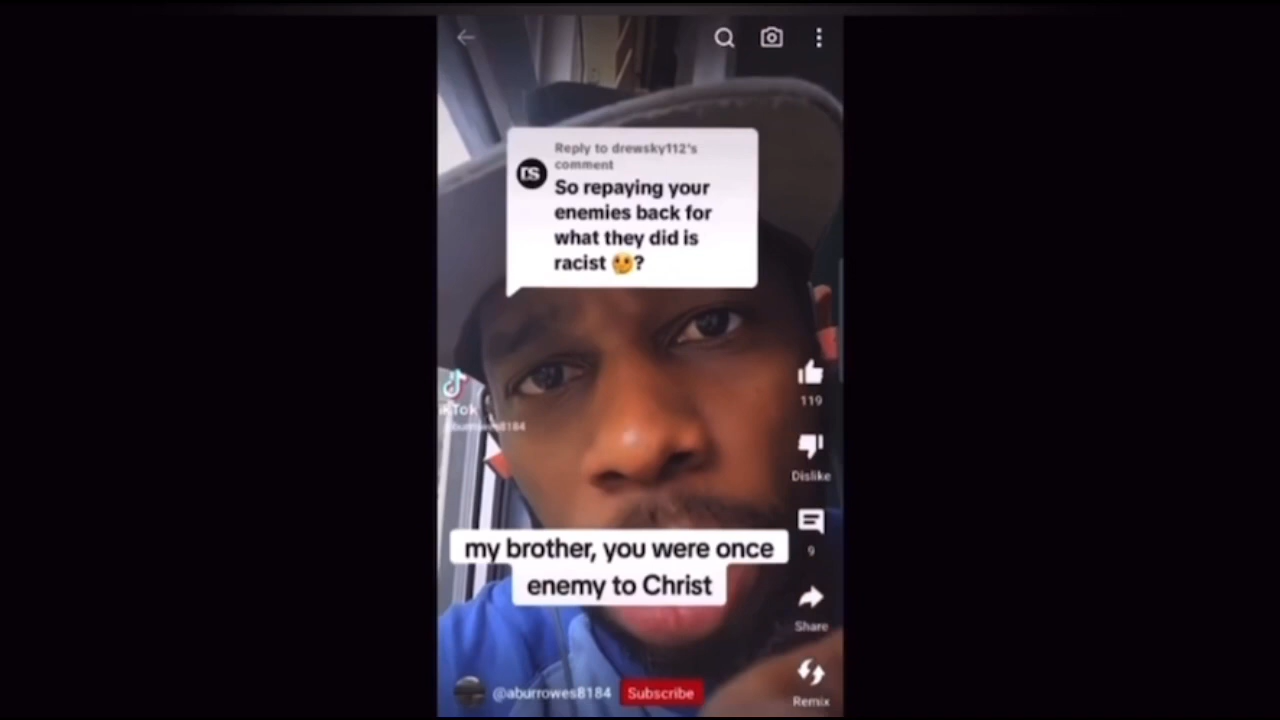 Reply to drewsky112's
comment
DS
So repaying your
enemies back for
what they did is
racist 🤔?
119
Dislike
9
Share
Remix
my brother, you were once
enemy to Christ
@aburrowes8184
Subscribe